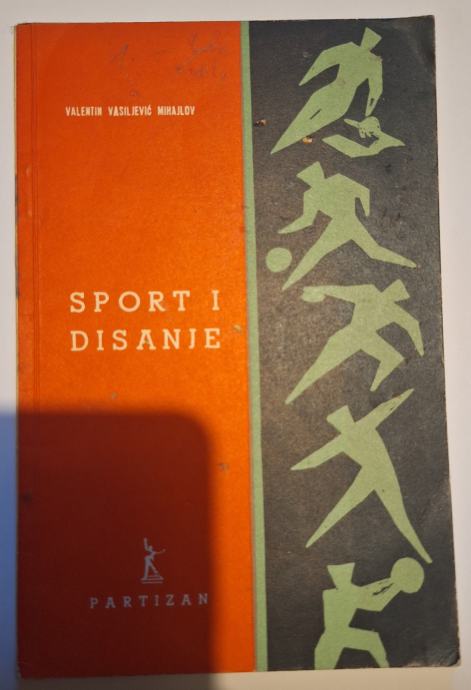 VALENTIN VASILJEVIĆ MIHAJLOV
SPORT I
DISANJE
PARTIZAN